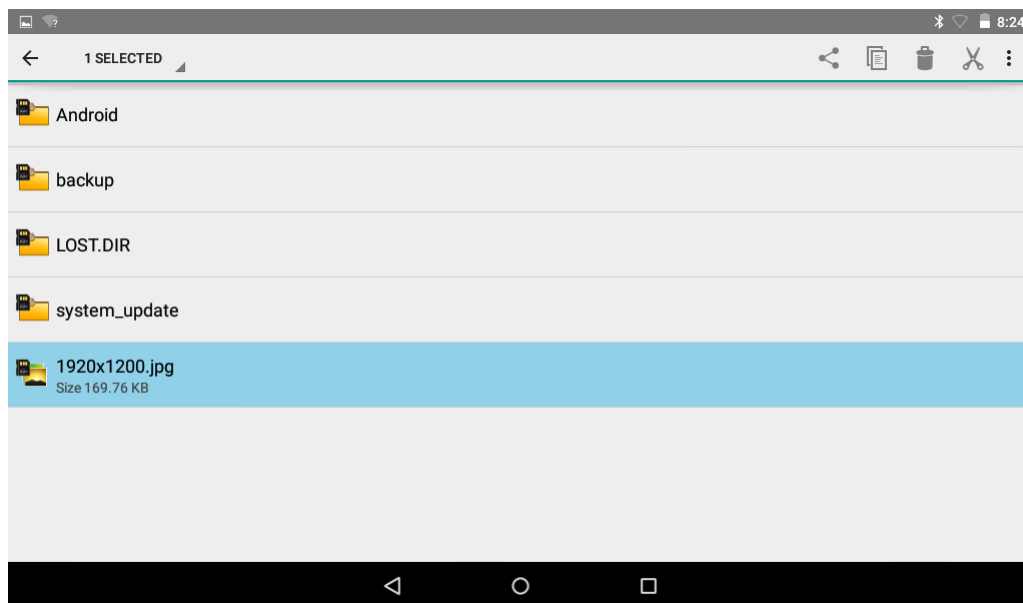 8:24
1 SELECTED
Android
backup
LOST.DIR
system_update
1920x1200.jpg
Size 169.76 KB